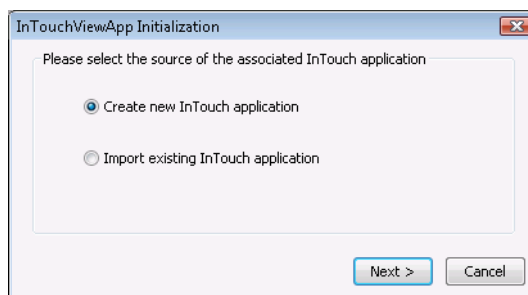 InTouchViewApp Initialization
Please select the source of the associated InTouch application
Create new InTouch application
Import existing InTouch application
Next > Cancel